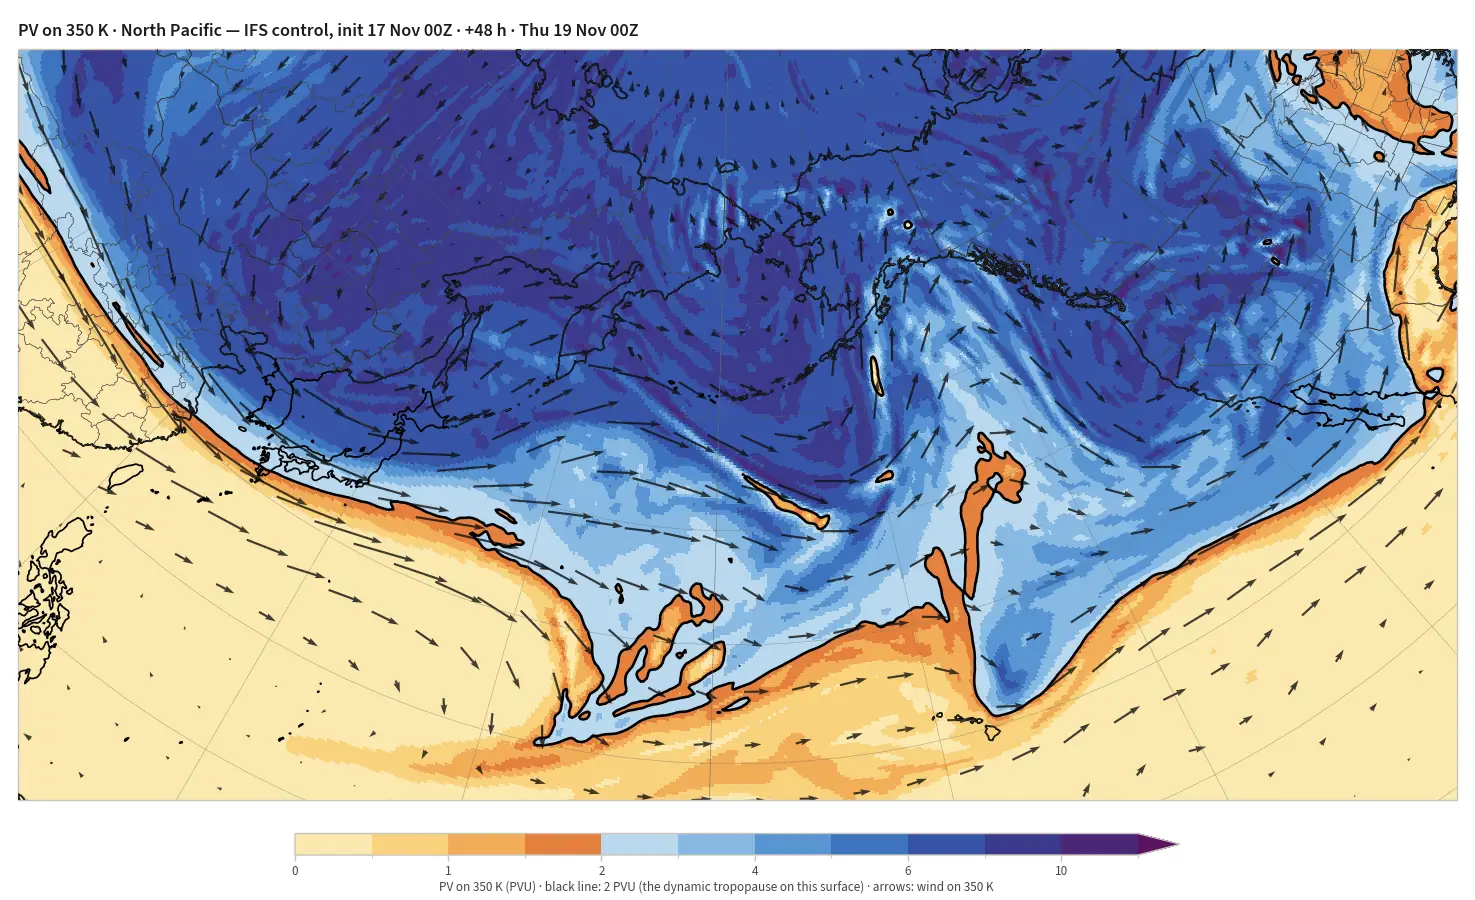 PV on 350 K · North Pacific — IFS control, init 17 Nov 00Z · +48 h · Thu 19 Nov 00Z
0 1 2 4 6 10
PV on 350 K (PVU) · black line: 2 PVU (the dynamic tropopause on this surface) · arrows: wind on 350 K